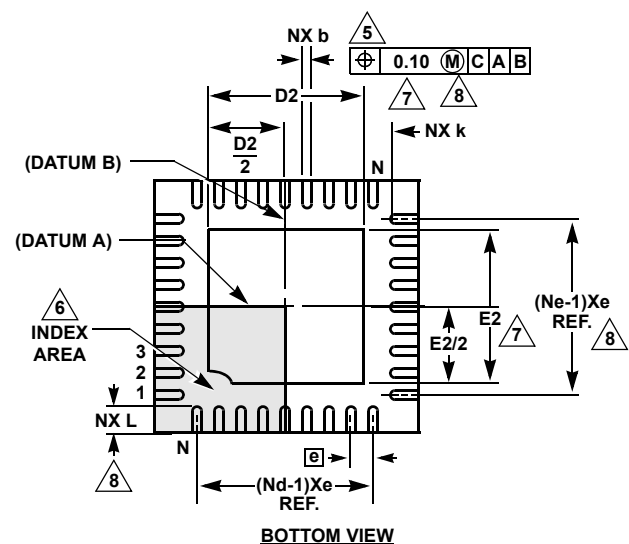 NX b
5
⌖ 0.10 Ⓜ C A B
D2
7
8
D2
2
NX k
(DATUM B)
N
(DATUM A)
6
INDEX
AREA
(Ne-1)Xe
REF.
8
E2
7
E2/2
3
2
1
NX L
8
N
e
(Nd-1)Xe
REF.
BOTTOM VIEW